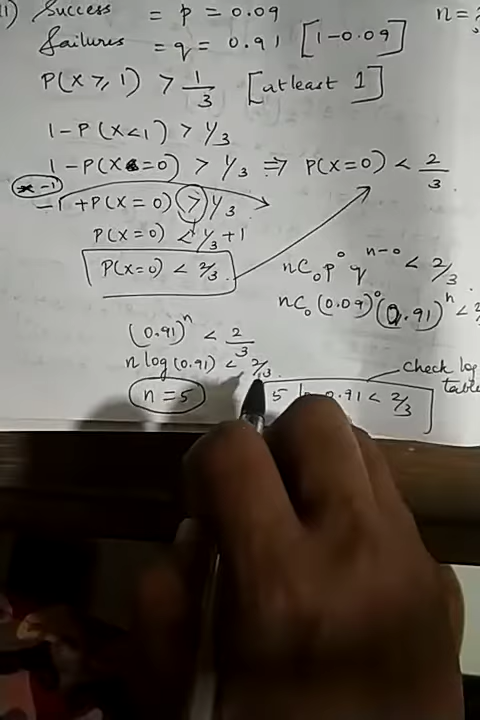 1) Success = p = 0.09 n =
failures = q = 0.91 [1-0.09]
P(X ≥ 1) > 1/3 [atleast 1]
1 - P(X<1) > 1/3
1 - P(X=0) > 1/3 ⇒ P(X=0) < 2/3
x -1
-1 + P(X=0) > 1/3
P(X=0) < 1/3 + 1
P(X=0) < 2/3
nC₀ p⁰ q^(n-0) < 2/3
nC₀ (0.09)⁰ (0.91)ⁿ < 2
(0.91)ⁿ < 2/3
n log(0.91) < 2/3
check log table
n = 5
5 0.91 < 2/3